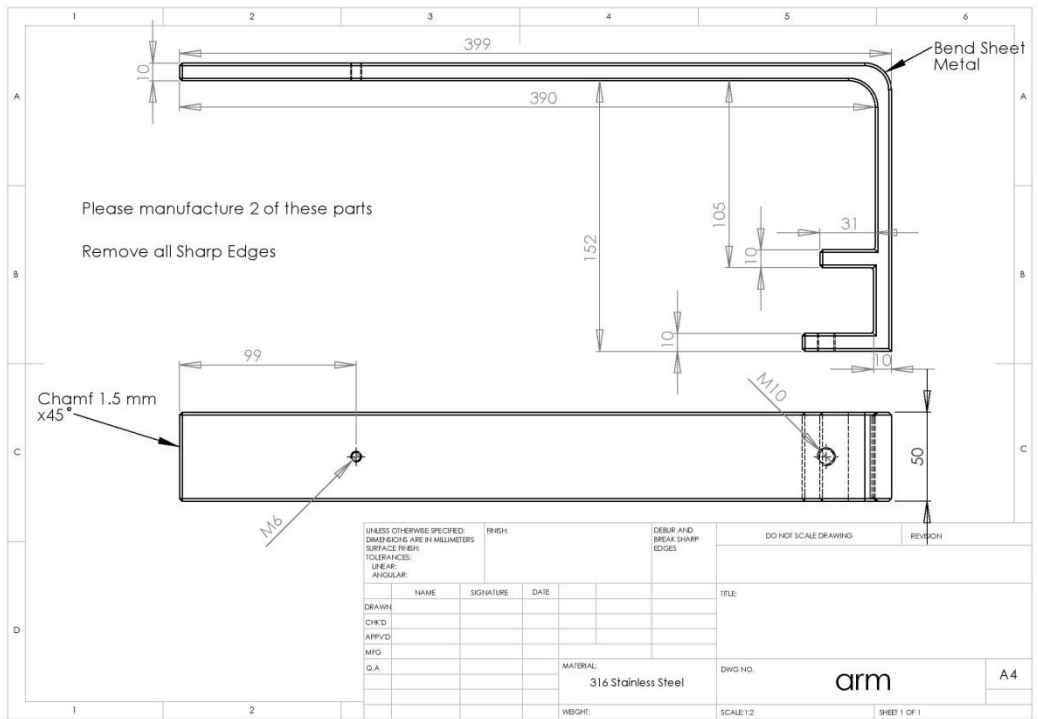 1 2 3 4 5 6
399
Bend Sheet
Metal
10
A
A
390
Please manufacture 2 of these parts
105
31
Remove all Sharp Edges
152
10
B
B
10
99
10
Chamf 1.5 mm
x45°
M10
C
50
C
M6
UNLESS OTHERWISE SPECIFIED:
DIMENSIONS ARE IN MILLIMETERS
SURFACE FINISH:
TOLERANCES:
LINEAR:
ANGULAR:
FINISH:
DEBUR AND
BREAK SHARP
EDGES
DO NOT SCALE DRAWING
REVISION
NAME SIGNATURE DATE
TITLE:
DRAWN
CHK'D
APPV'D
MFG
Q.A
D
MATERIAL:
316 Stainless Steel
DWG NO.
arm
A4
WEIGHT:
SCALE:1:2
SHEET 1 OF 1
1 2